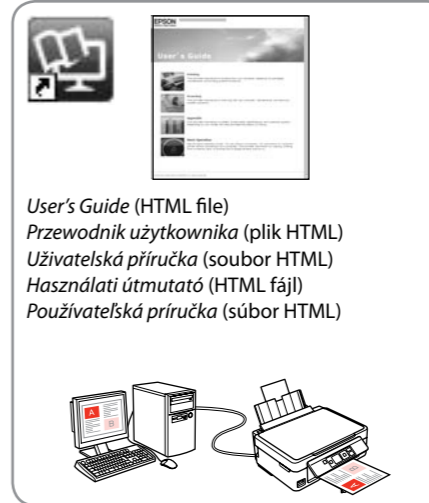 EPSON
User's Guide
User's Guide (HTML file)
Przewodnik użytkownika (plik HTML)
Uživatelská příručka (soubor HTML)
Használati útmutató (HTML fájl)
Používateľská príručka (súbor HTML)
A
B
A
B